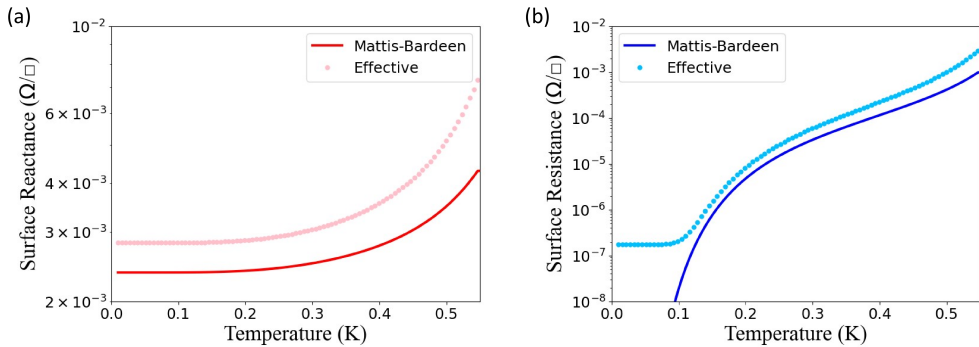 (a)
10⁻²
6 × 10⁻³
4 × 10⁻³
3 × 10⁻³
2 × 10⁻³
Surface Reactance (Ω/□)
Mattis-Bardeen
Effective
0.0 0.1 0.2 0.3 0.4 0.5
Temperature (K)
(b)
10⁻²
10⁻³
10⁻⁴
10⁻⁵
10⁻⁶
10⁻⁷
10⁻⁸
Surface Resistance (Ω/□)
Mattis-Bardeen
Effective
0.0 0.1 0.2 0.3 0.4 0.5
Temperature (K)